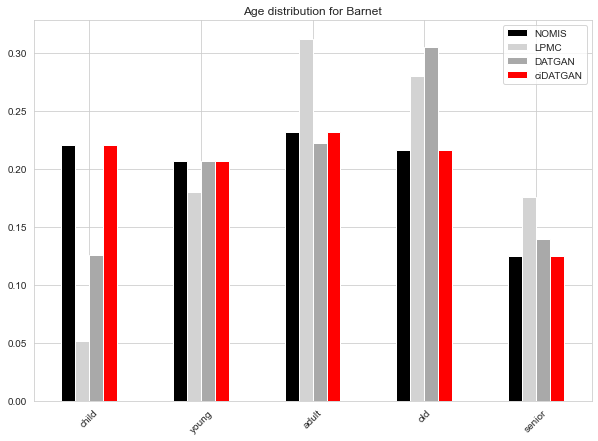 Age distribution for Barnet
NOMIS
LPMC
DATGAN
ciDATGAN
0.30
0.25
0.20
0.15
0.10
0.05
0.00
child
young
adult
old
senior